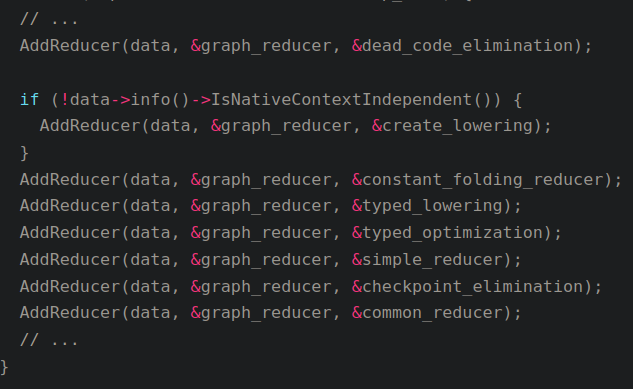 // ...
AddReducer(data, &graph_reducer, &dead_code_elimination);
if (!data->info()->IsNativeContextIndependent()) {
AddReducer(data, &graph_reducer, &create_lowering);
}
AddReducer(data, &graph_reducer, &constant_folding_reducer);
AddReducer(data, &graph_reducer, &typed_lowering);
AddReducer(data, &graph_reducer, &typed_optimization);
AddReducer(data, &graph_reducer, &simple_reducer);
AddReducer(data, &graph_reducer, &checkpoint_elimination);
AddReducer(data, &graph_reducer, &common_reducer);
// ...
}